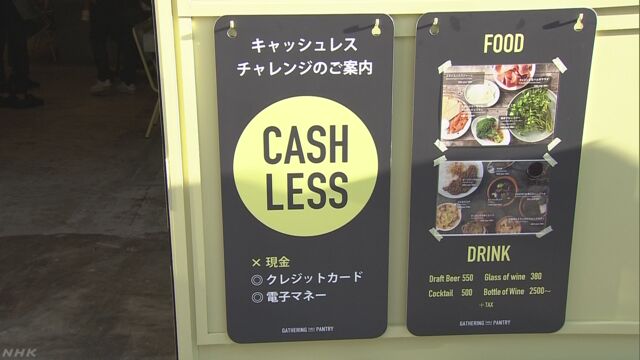 キャッシュレス
チャレンジのご案内
CASH
LESS
× 現金
◎ クレジットカード
◎ 電子マネー
GATHERING PANTRY
FOOD
DRINK
Draft Beer 550 Glass of wine 380
Cocktail 500 Bottle of Wine 2500〜
+TAX
GATHERING PANTRY
NHK